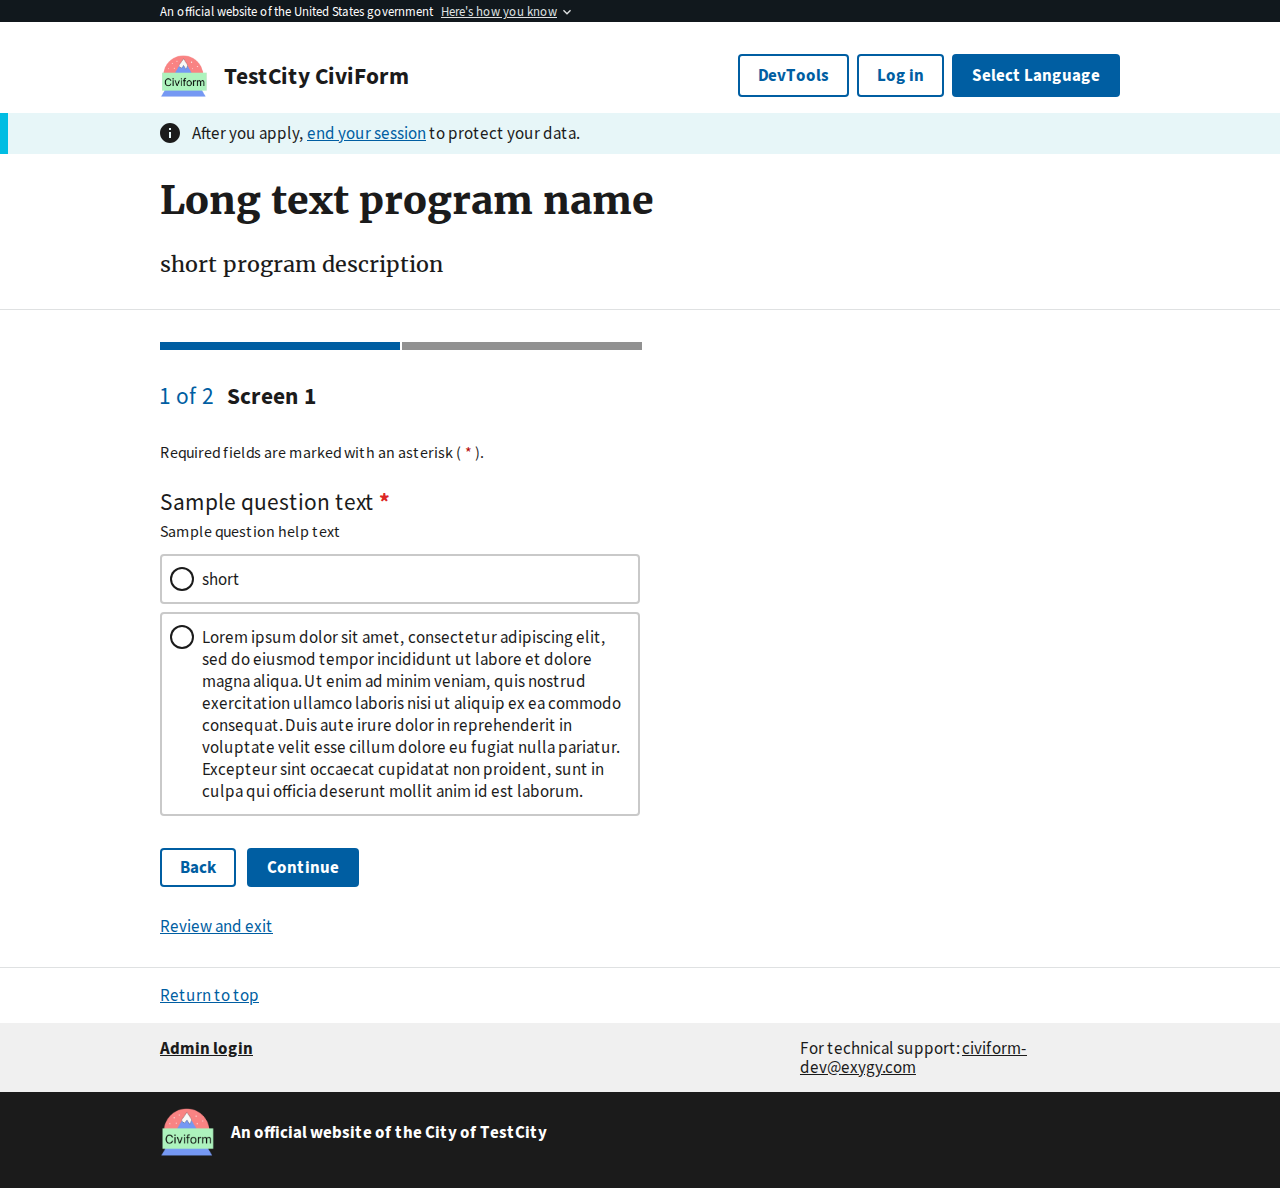 An official website of the United States government Here's how you know
Civiform
TestCity CiviForm
DevTools
Log in
Select Language
After you apply, end your session to protect your data.
Long text program name
short program description
1 of 2 Screen 1
Required fields are marked with an asterisk ( * ).
Sample question text *
Sample question help text
short
Lorem ipsum dolor sit amet, consectetur adipiscing elit,
sed do eiusmod tempor incididunt ut labore et dolore
magna aliqua. Ut enim ad minim veniam, quis nostrud
exercitation ullamco laboris nisi ut aliquip ex ea commodo
consequat. Duis aute irure dolor in reprehenderit in
voluptate velit esse cillum dolore eu fugiat nulla pariatur.
Excepteur sint occaecat cupidatat non proident, sunt in
culpa qui officia deserunt mollit anim id est laborum.
Back
Continue
Review and exit
Return to top
Admin login
For technical support: civiform-
dev@exygy.com
Civiform
An official website of the City of TestCity